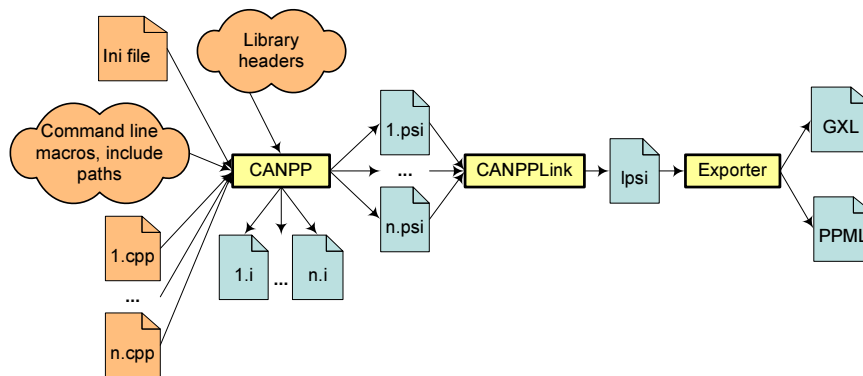 Ini file
Library
headers
Command line
macros, include
paths
1.cpp
...
n.cpp
CANPP
1.i
...
n.i
1.psi
...
n.psi
CANPPLink
lpsi
Exporter
GXL
PPML